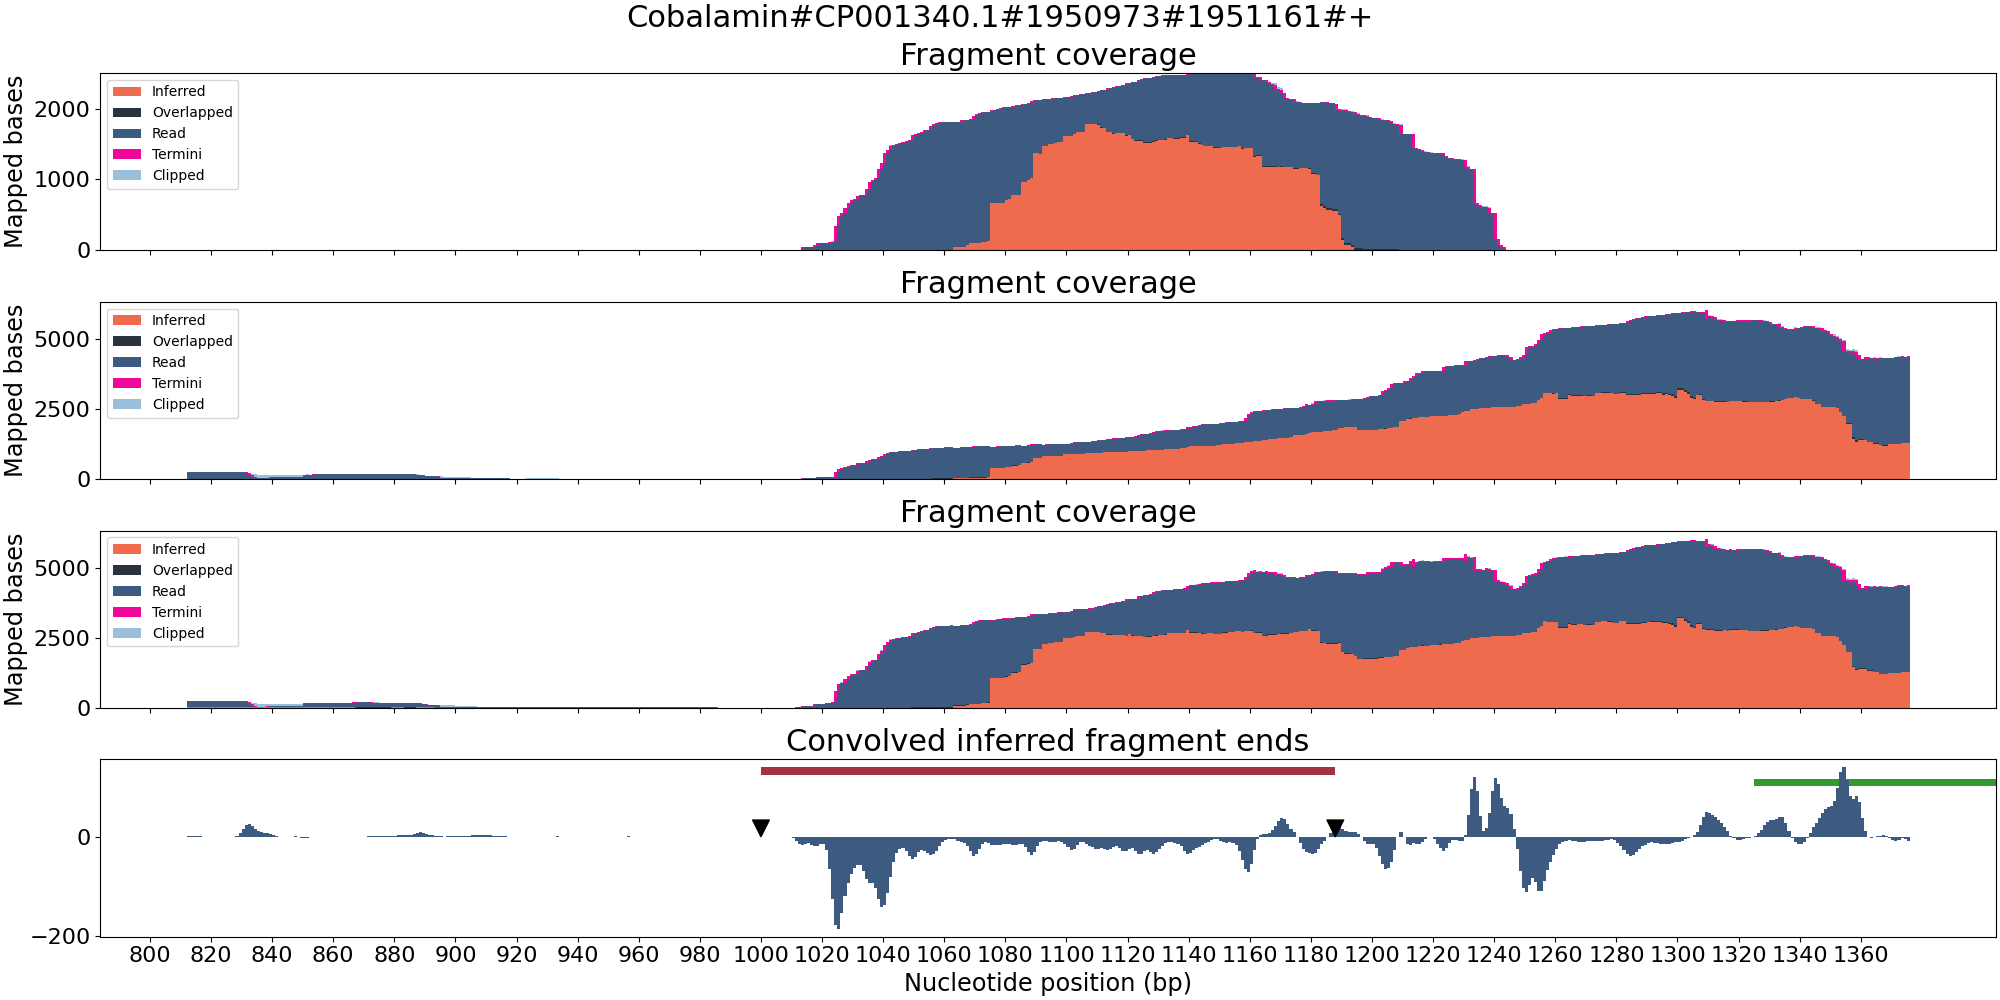 Cobalamin#CP001340.1#1950973#1951161#+
Fragment coverage
Mapped bases
2000
1000
0
Inferred
Overlapped
Read
Termini
Clipped
Fragment coverage
Mapped bases
5000
2500
0
Inferred
Overlapped
Read
Termini
Clipped
Fragment coverage
Mapped bases
5000
2500
0
Inferred
Overlapped
Read
Termini
Clipped
Convolved inferred fragment ends
0
−200
800 820 840 860 880 900 920 940 960 980 1000 1020 1040 1060 1080 1100 1120 1140 1160 1180 1200 1220 1240 1260 1280 1300 1320 1340 1360
Nucleotide position (bp)